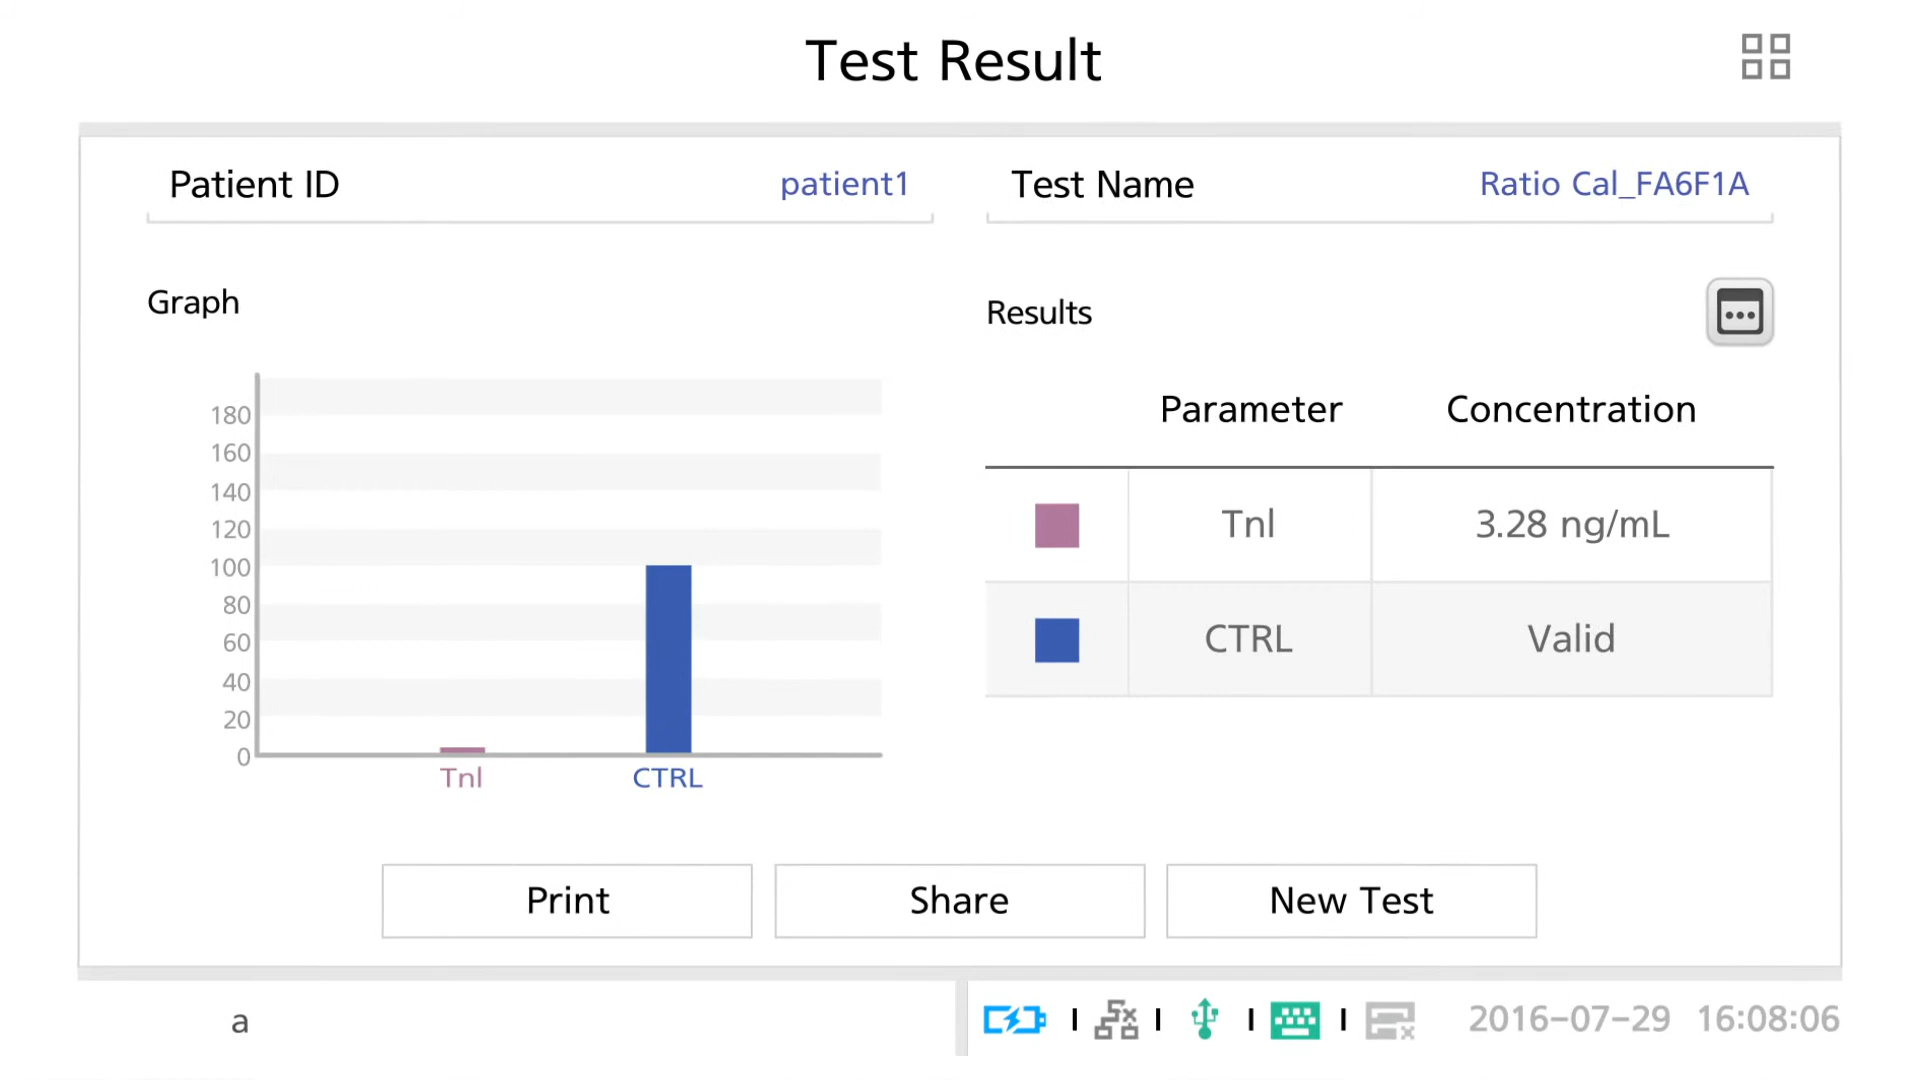 Test Result
Patient ID patient1
Test Name Ratio Cal_FA6F1A
Graph
Results
Parameter Concentration
TnI 3.28 ng/mL
CTRL Valid
180
160
140
120
100
80
60
40
20
0
TnI CTRL
Print Share New Test
a
2016-07-29 16:08:06